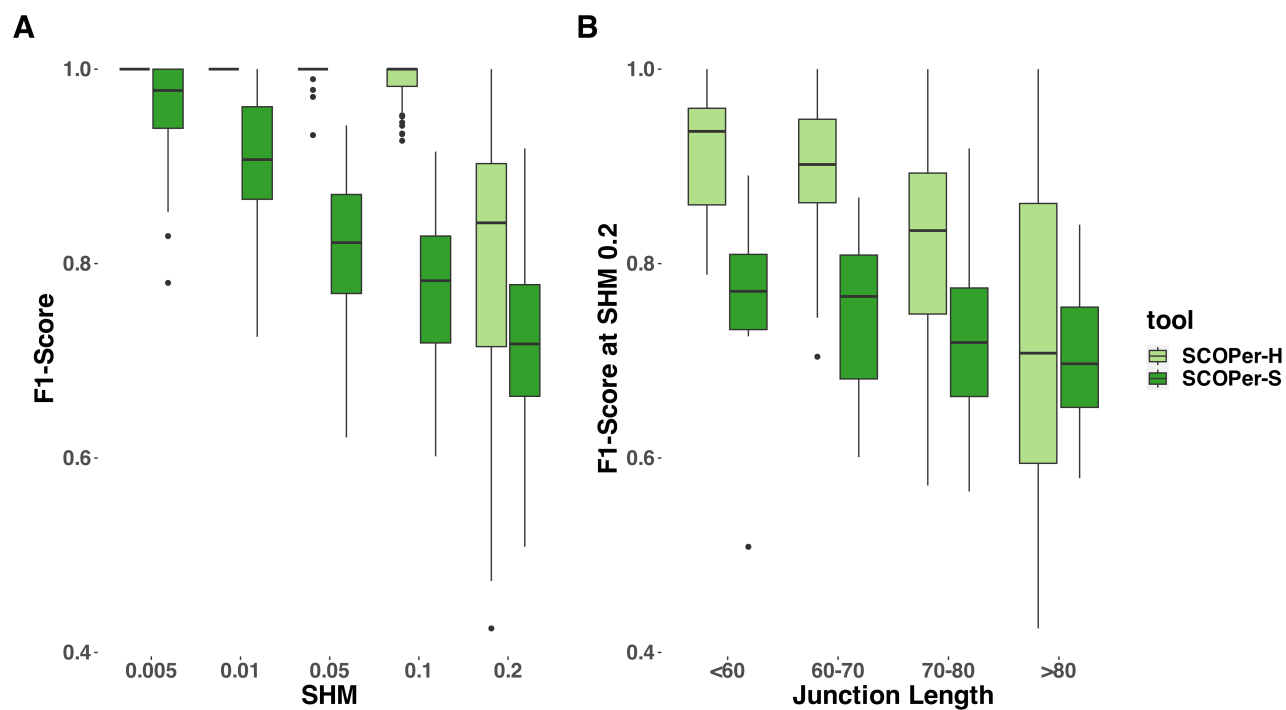 A
1.0
0.8
0.6
0.4
F1-Score
0.005 0.01 0.05 0.1 0.2
SHM
B
1.0
0.8
0.6
0.4
F1-Score at SHM 0.2
<60 60-70 70-80 >80
Junction Length
tool
SCOPer-H
SCOPer-S